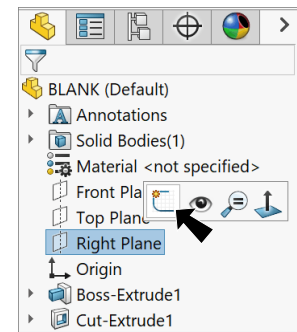 BLANK (Default)
Annotations
Solid Bodies(1)
Material <not specified>
Front Pla
Top Plane
Right Plane
Origin
Boss-Extrude1
Cut-Extrude1